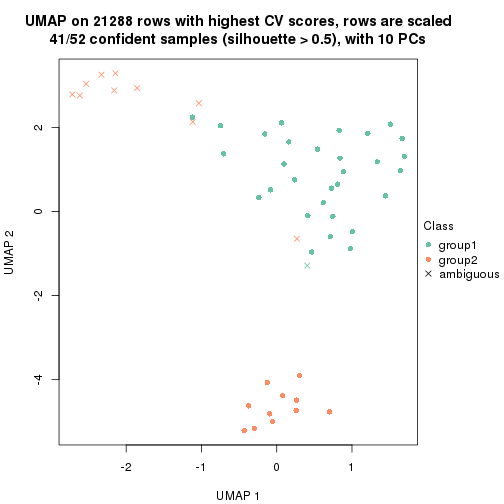 UMAP on 21288 rows with highest CV scores, rows are scaled
41/52 confident samples (silhouette > 0.5), with 10 PCs
2
0
-2
-4
UMAP 2
-2
-1
0
1
UMAP 1
Class
group1
group2
ambiguous